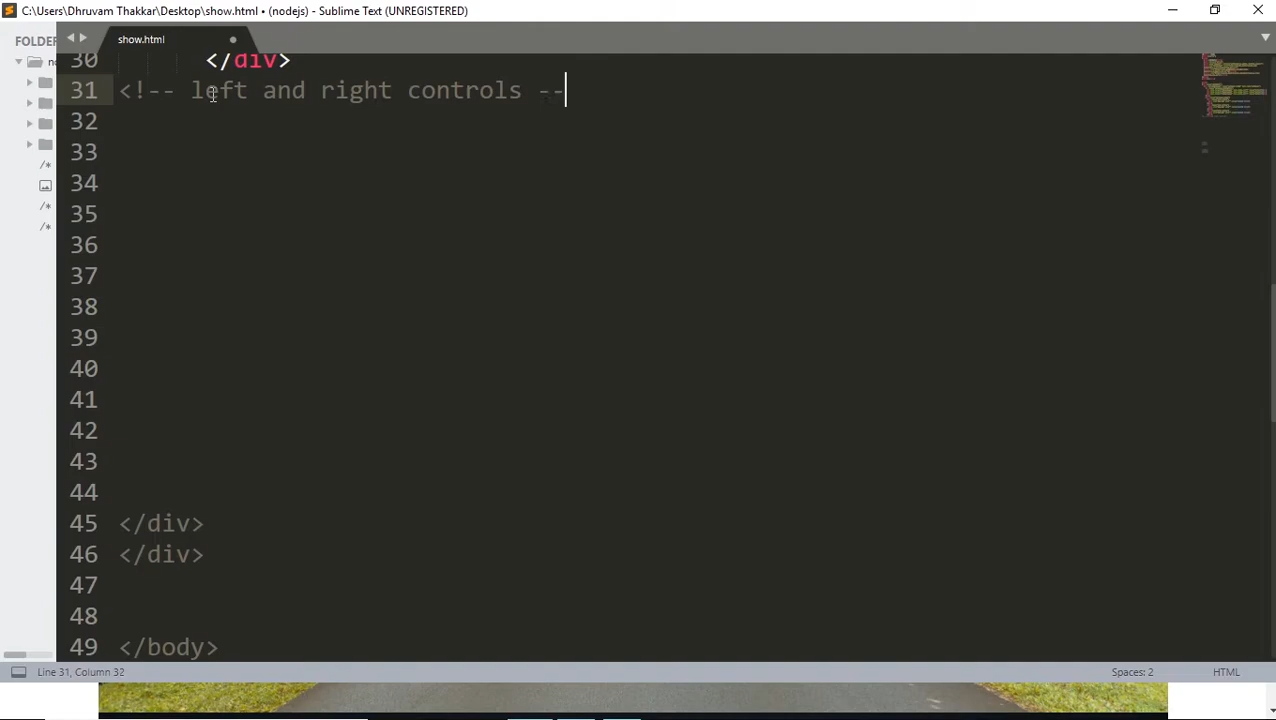 C:\Users\Dhruvam Thakkar\Desktop\show.html • (nodejs) - Sublime Text (UNREGISTERED)
FOLDER
show.html
30 </div>
31 <!-- left and right controls --
32
33
34
35
36
37
38
39
40
41
42
43
44
45 </div>
46 </div>
47
48
49 </body>
/*
/*
/*
Line 31, Column 32
Spaces: 2
HTML